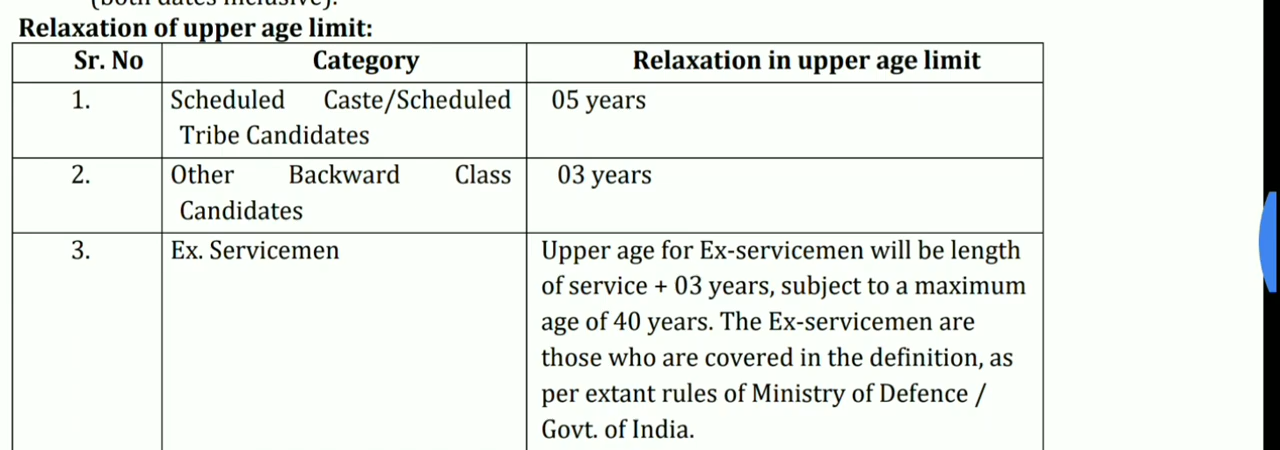 (both dates inclusive).
Relaxation of upper age limit:
Sr. No Category Relaxation in upper age limit
1. Scheduled Caste/Scheduled Tribe Candidates 05 years
2. Other Backward Class Candidates 03 years
3. Ex. Servicemen Upper age for Ex-servicemen will be length
of service + 03 years, subject to a maximum
age of 40 years. The Ex-servicemen are
those who are covered in the definition, as
per extant rules of Ministry of Defence /
Govt. of India.